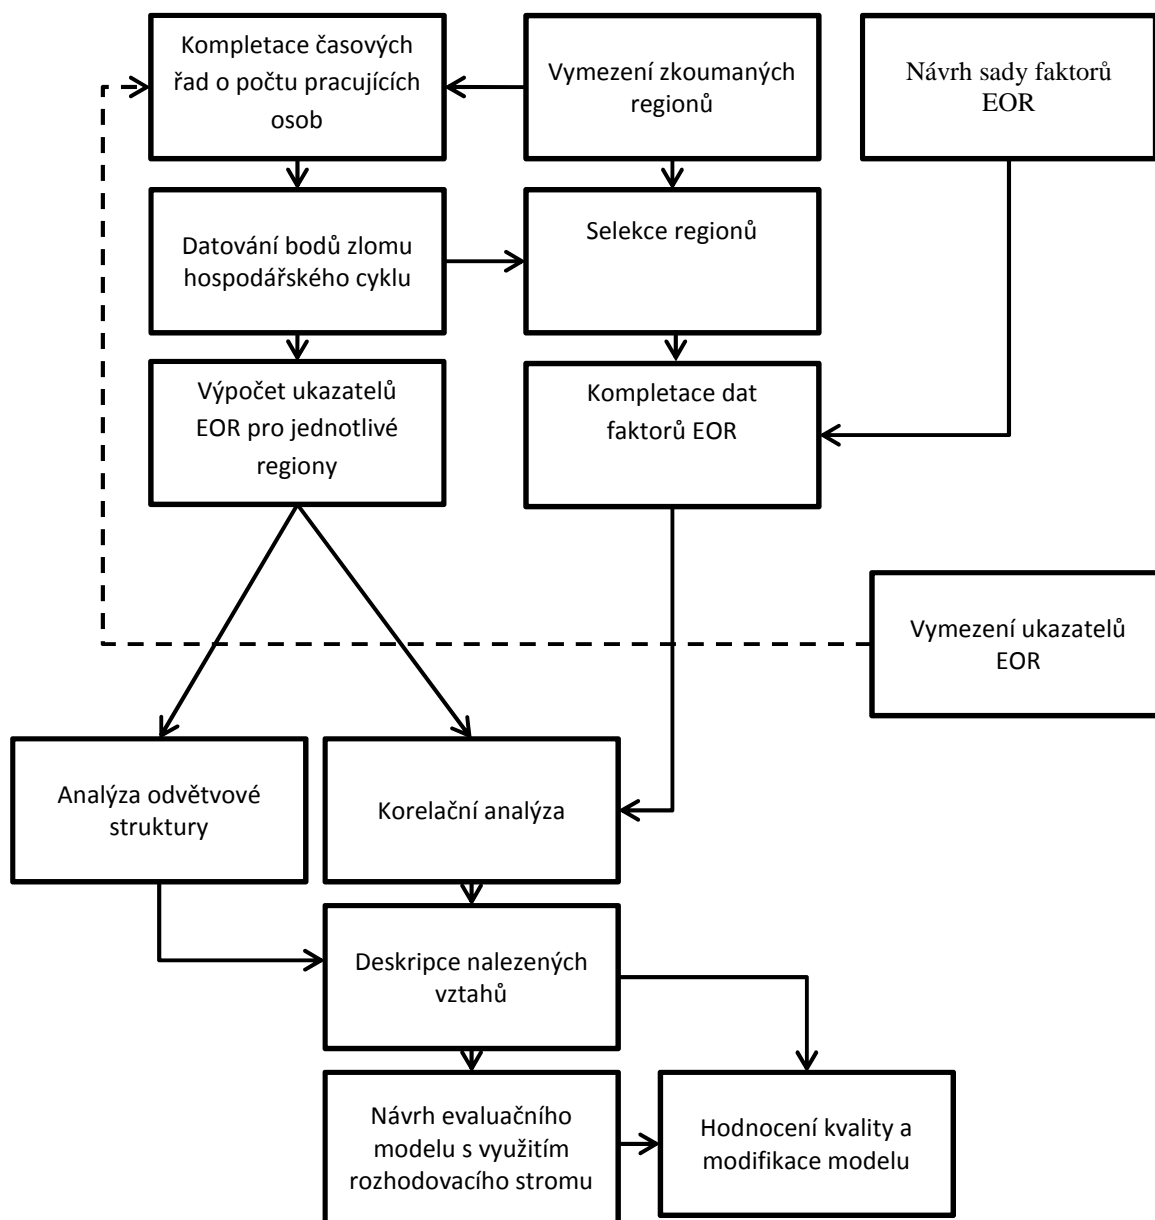 Kompletace časových
řad o počtu pracujících
osob
Vymezení zkoumaných
regionů
Návrh sady faktorů
EOR
Datování bodů zlomu
hospodářského cyklu
Selekce regionů
Výpočet ukazatelů
EOR pro jednotlivé
regiony
Kompletace dat
faktorů EOR
Vymezení ukazatelů
EOR
Analýza odvětvové
struktury
Korelační analýza
Deskripce nalezených
vztahů
Návrh evaluačního
modelu s využitím
rozhodovacího stromu
Hodnocení kvality a
modifikace modelu